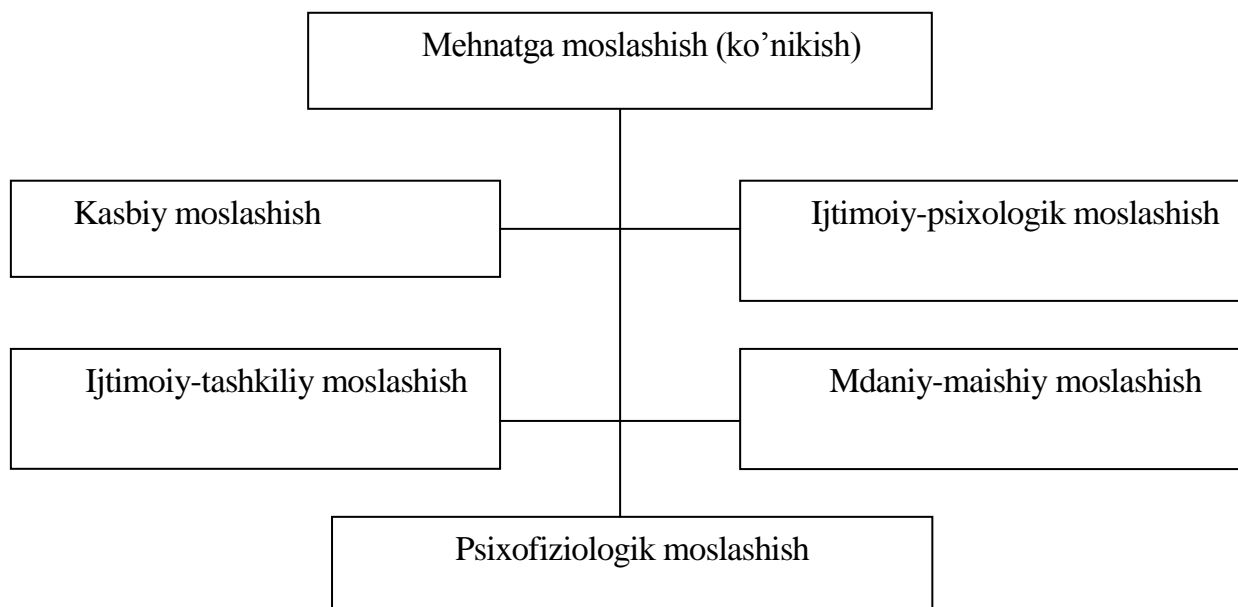 Mehnatga moslashish (ko’nikish)
Kasbiy moslashish
Ijtimoiy-psixologik moslashish
Ijtimoiy-tashkiliy moslashish
Mdaniy-maishiy moslashish
Psixofiziologik moslashish